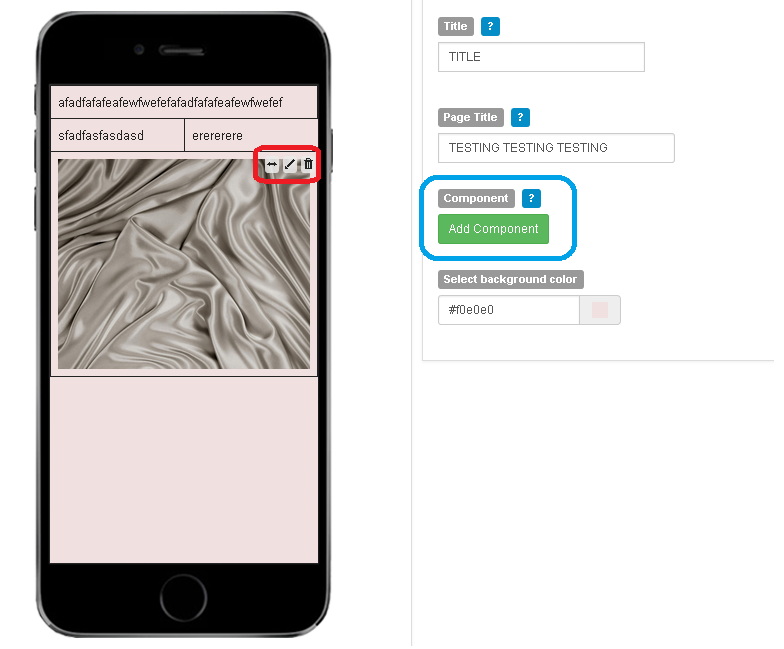 afadfafafeafewfwefefafadfafafeafewfwefef
sfadfasfasdasd erererere
Title ?
TITLE
Page Title ?
TESTING TESTING TESTING
Component ?
Add Component
Select background color
#f0e0e0